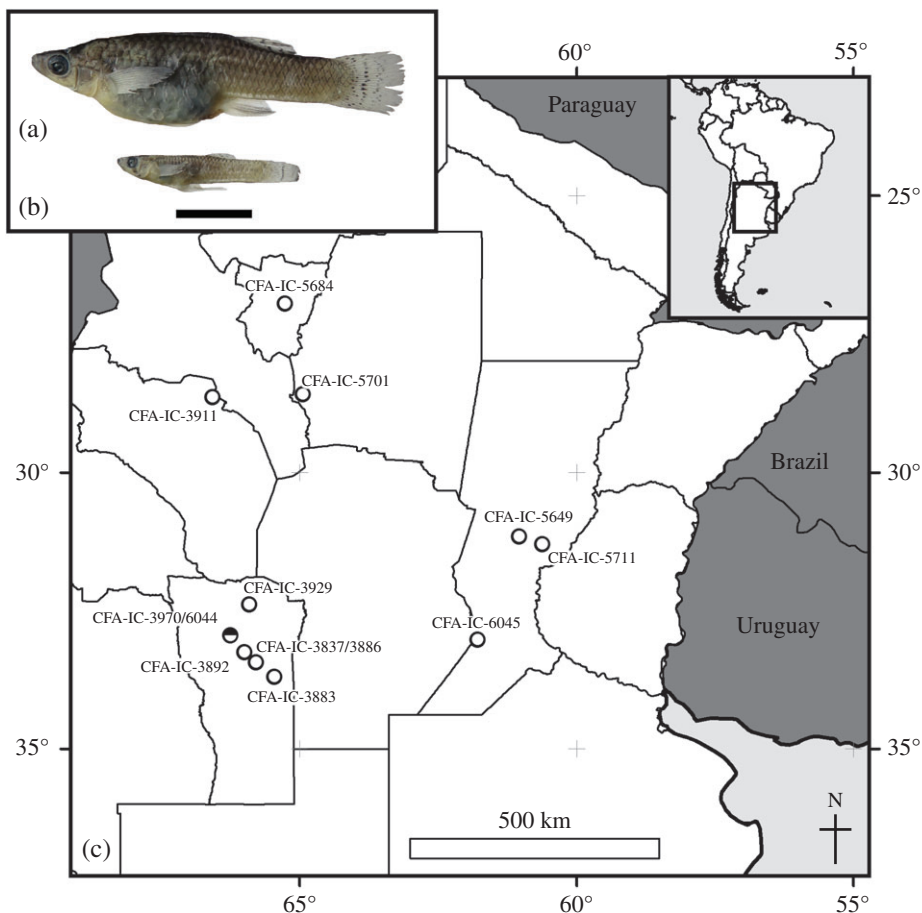 60°
55°
(a)
(b)
Paraguay
25°
CFA-IC-5684
CFA-IC-5701
CFA-IC-3911
30°
30°
Brazil
CFA-IC-5649
CFA-IC-5711
CFA-IC-3929
CFA-IC-3970/6044
CFA-IC-3837/3886
CFA-IC-6045
Uruguay
CFA-IC-3892
CFA-IC-3883
35°
35°
500 km
N
(c)
65°
60°
55°